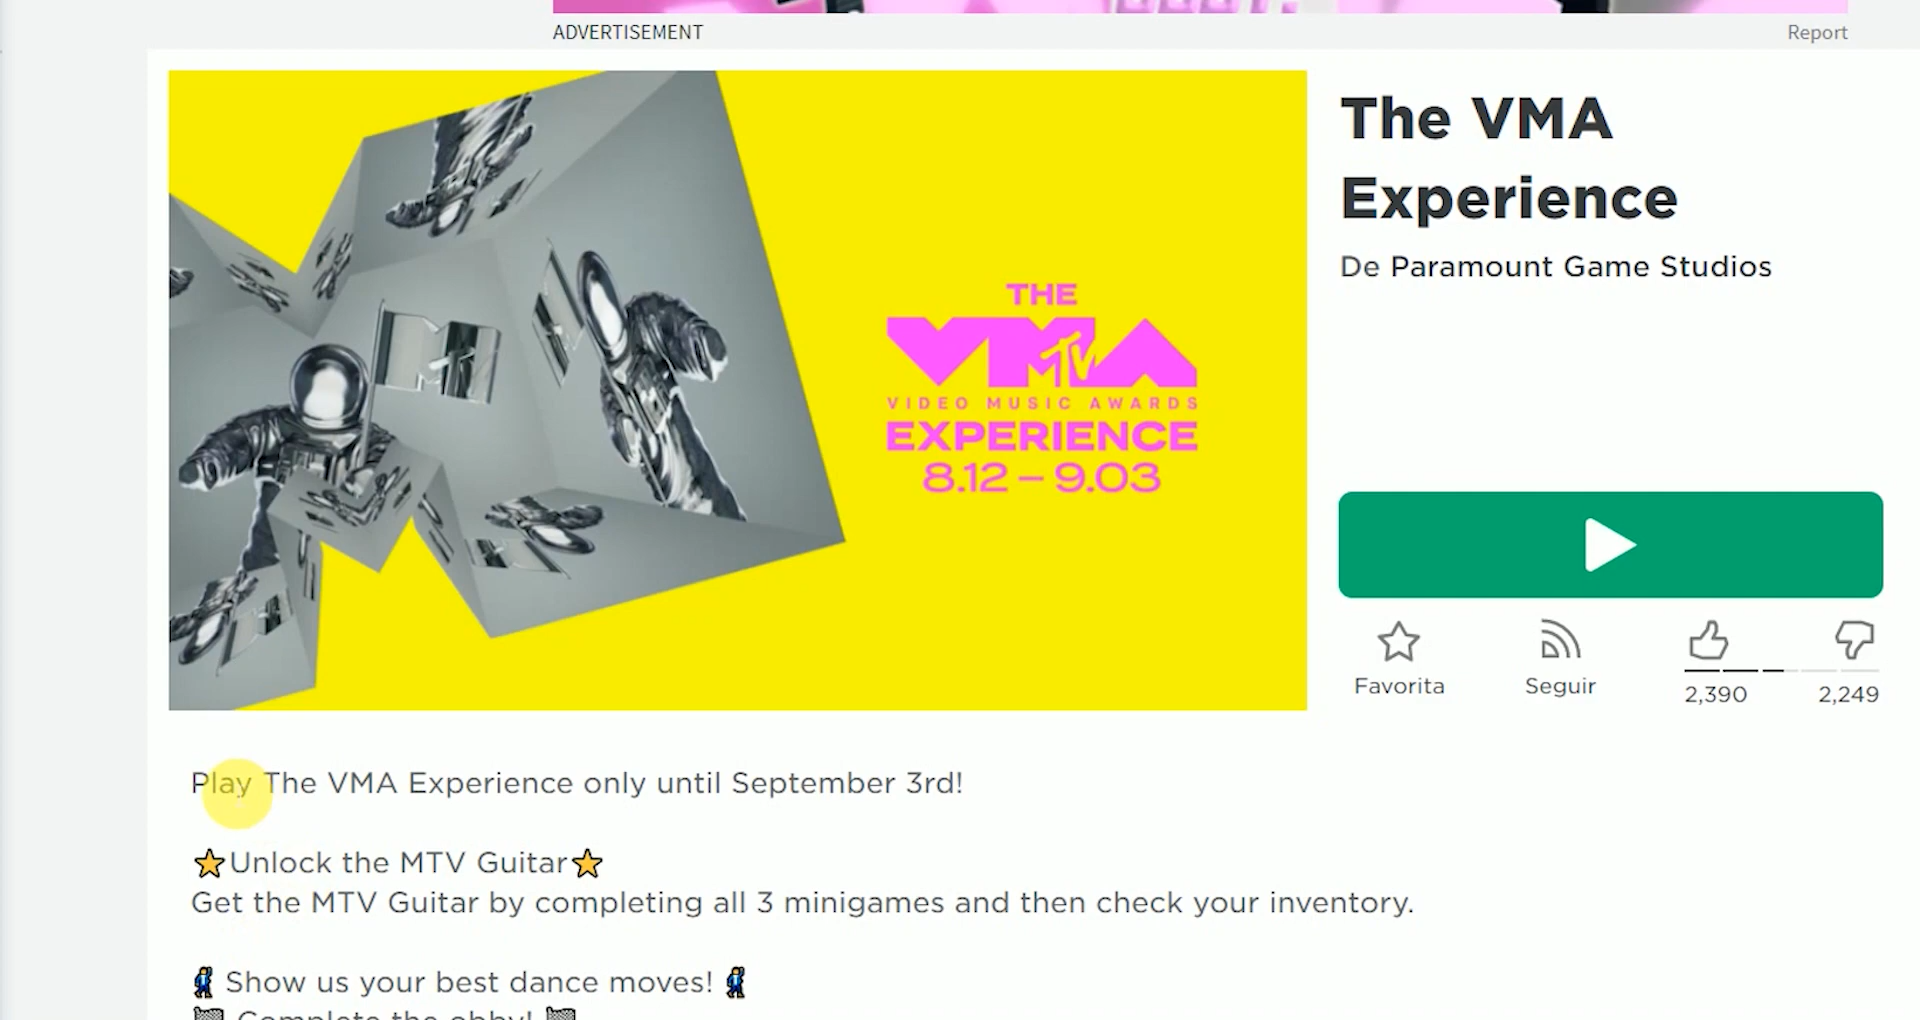 ADVERTISEMENT
Report
THE
VMA
MTV
VIDEO MUSIC AWARDS
EXPERIENCE
8.12 – 9.03
The VMA
Experience
De Paramount Game Studios
Favorita
Seguir
2,390
2,249
Play The VMA Experience only until September 3rd!
⭐Unlock the MTV Guitar⭐
Get the MTV Guitar by completing all 3 minigames and then check your inventory.
Show us your best dance moves!
Complete the obby!